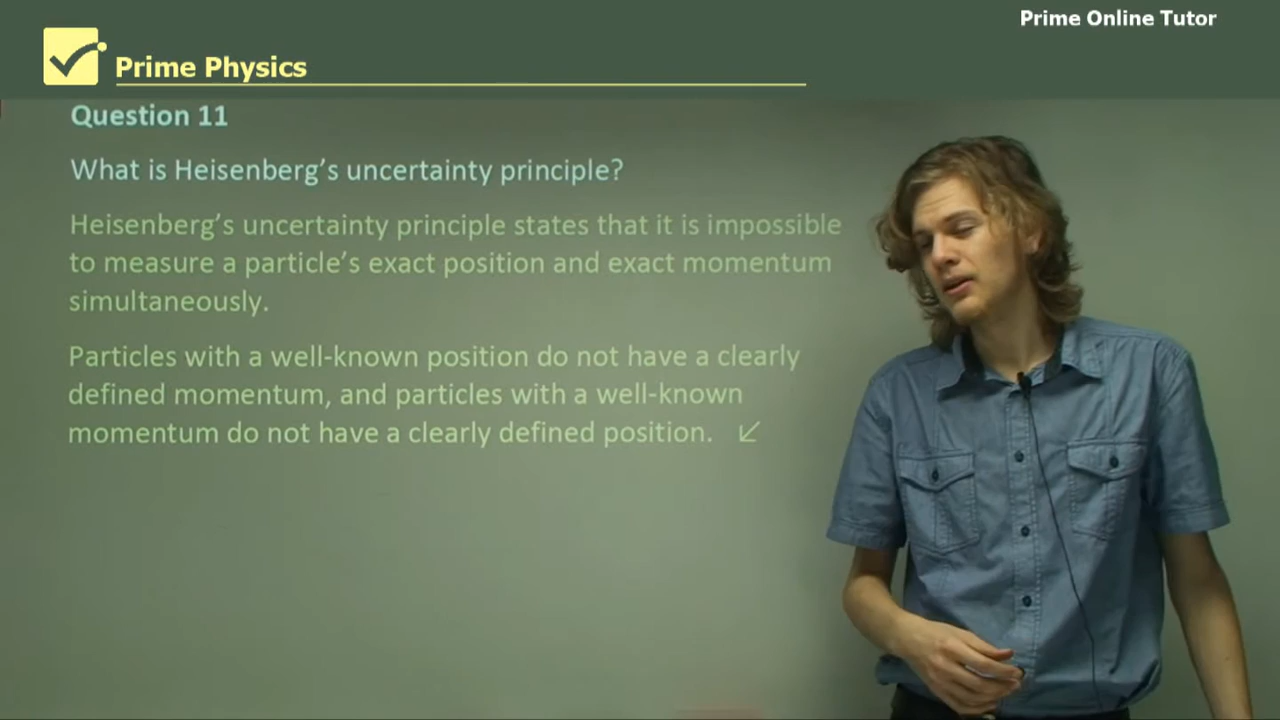 Prime Online Tutor
Prime Physics
Question 11
What is Heisenberg’s uncertainty principle?
Heisenberg’s uncertainty principle states that it is impossible
to measure a particle’s exact position and exact momentum
simultaneously.
Particles with a well-known position do not have a clearly
defined momentum, and particles with a well-known
momentum do not have a clearly defined position.